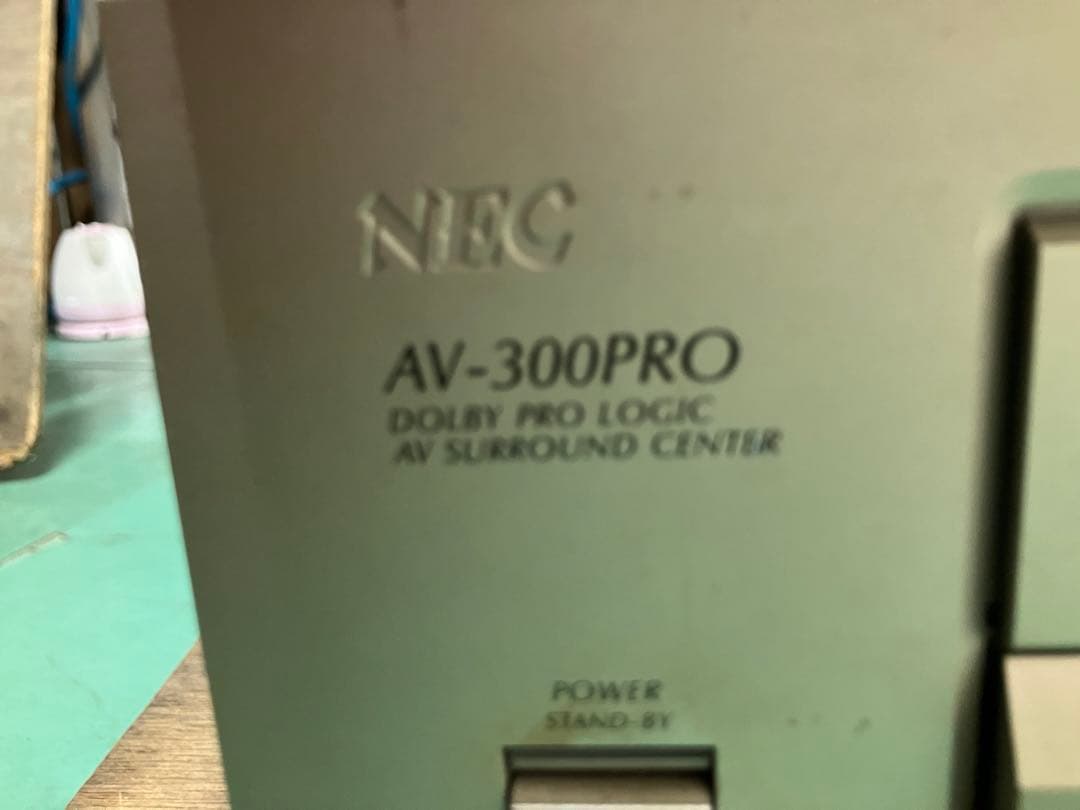 NEC
AV-300PRO
DOLBY PRO LOGIC
AV SURROUND CENTER
POWER
STAND-BY